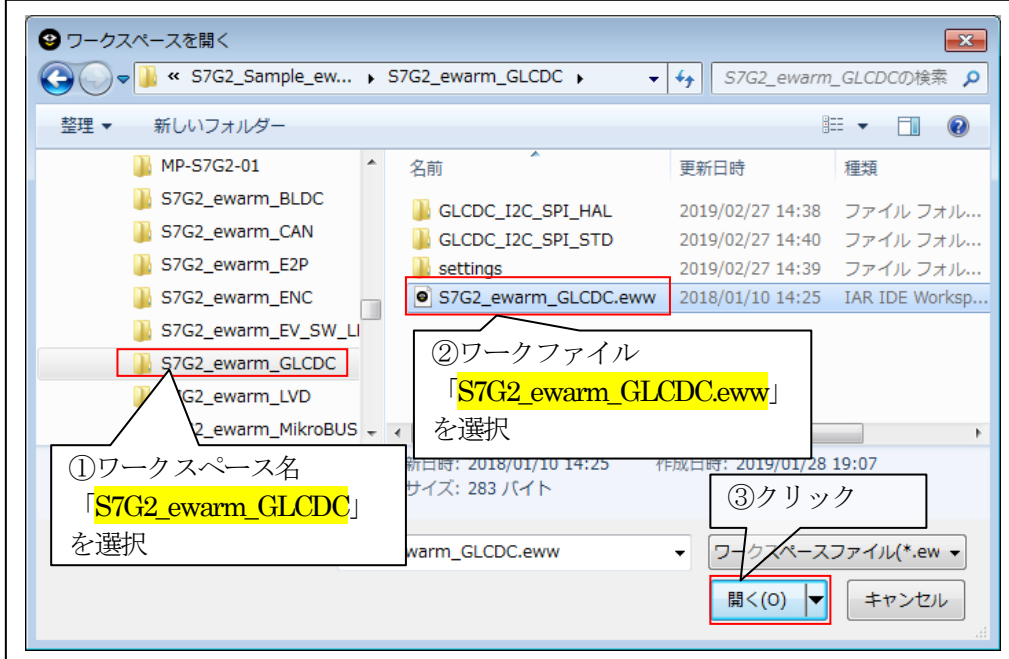 ワークスペースを開く
« S7G2_Sample_ew... ▸ S7G2_ewarm_GLCDC ▸
S7G2_ewarm_GLCDCの検索
整理 ▼ 新しいフォルダー
MP-S7G2-01
S7G2_ewarm_BLDC
S7G2_ewarm_CAN
S7G2_ewarm_E2P
S7G2_ewarm_ENC
S7G2_ewarm_EV_SW_
S7G2_ewarm_GLCDC
G2_ewarm_LVD
2_ewarm_MikroBUS
名前 更新日時 種類
GLCDC_I2C_SPI_HAL 2019/02/27 14:38 ファイル フォル...
GLCDC_I2C_SPI_STD 2019/02/27 14:40 ファイル フォル...
settings 2019/02/27 14:39 ファイル フォル...
S7G2_ewarm_GLCDC.eww 2018/01/10 14:25 IAR IDE Worksp...
②ワークファイル
「S7G2_ewarm_GLCDC.eww」
を選択
①ワークスペース名
「S7G2_ewarm_GLCDC」
を選択
新日時: 2018/01/10 14:25 作成日時: 2019/01/28 19:07
サイズ: 283 バイト
③クリック
warm_GLCDC.eww
ワークスペースファイル(*.ew
開く(O)
キャンセル